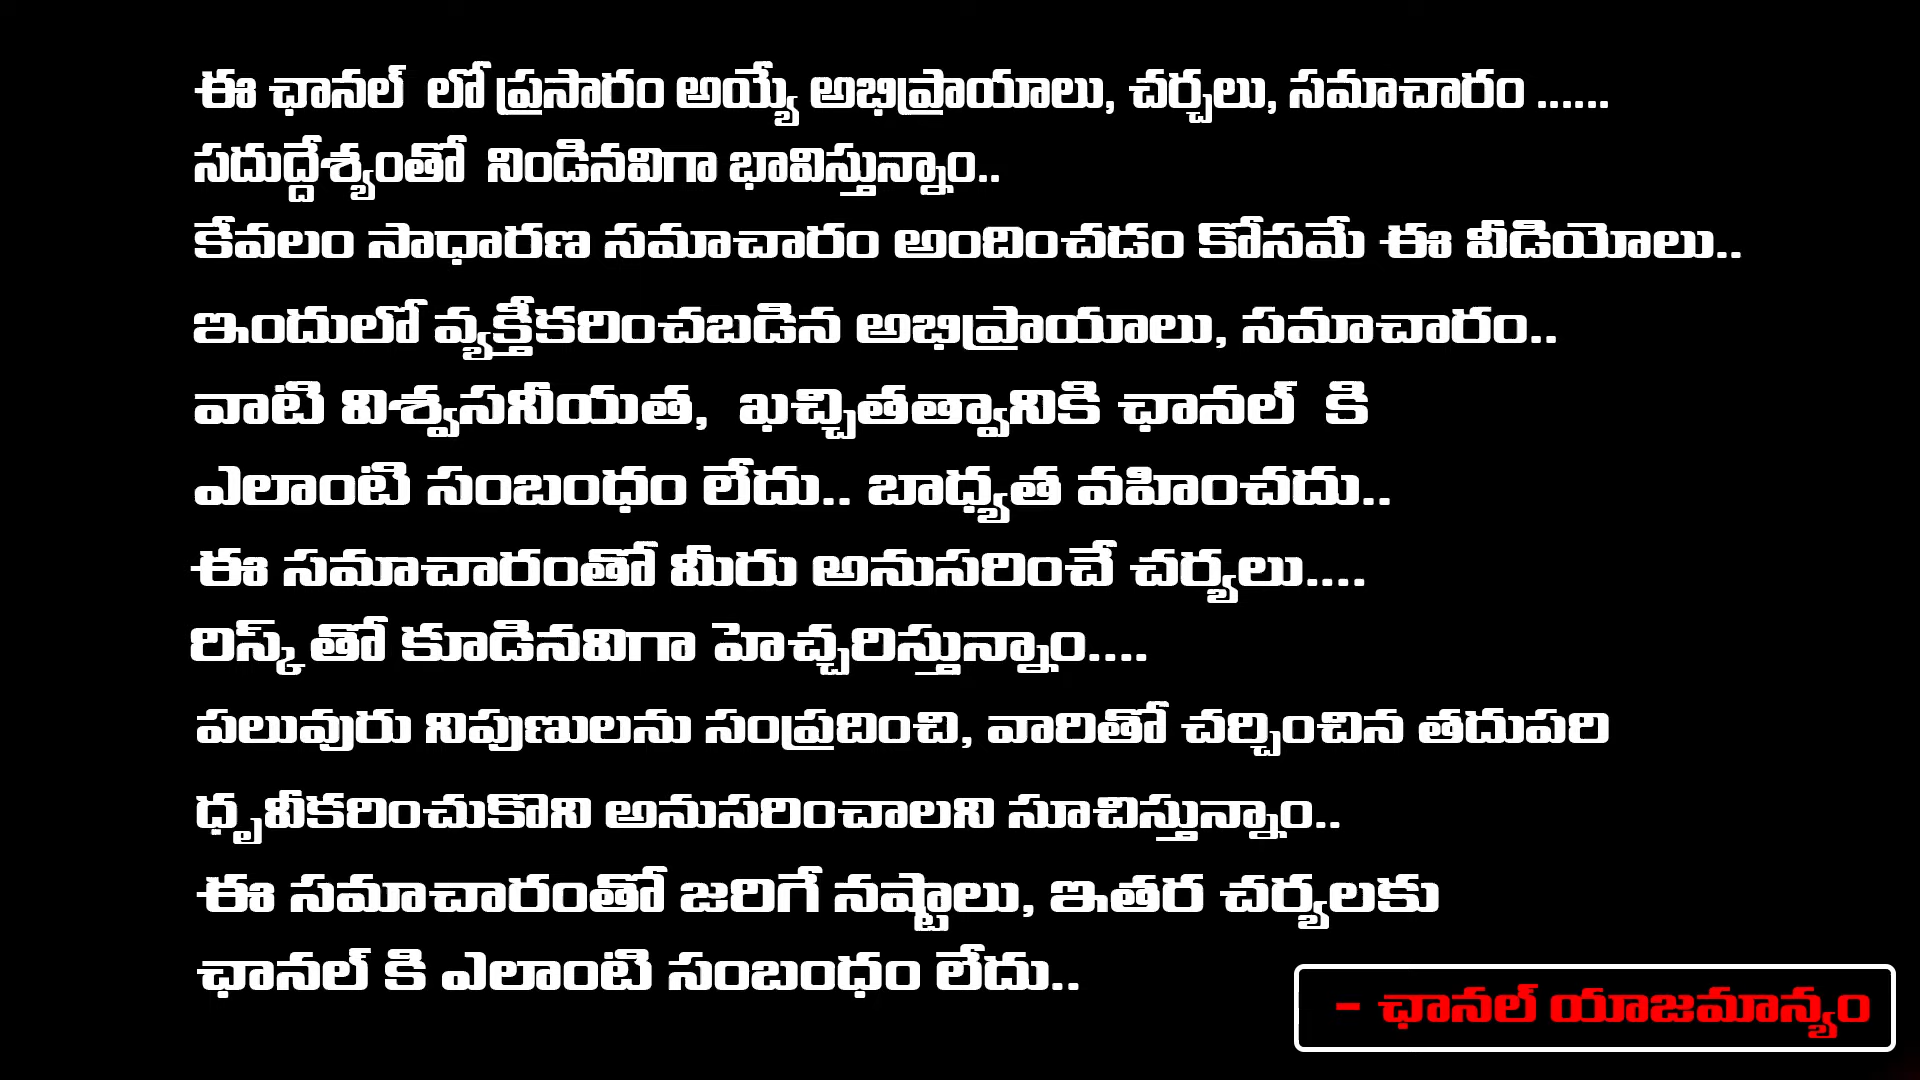 ఈ ఛానల్ లో ప్రసారం అయ్యే అభిప్రాయాలు, చర్చలు, సమాచారం ......
సదుద్దేశ్యంతో నిండినవిగా భావిస్తున్నాం..
కేవలం సాధారణ సమాచారం అందించడం కోసమే ఈ వీడియోలు..
ఇందులో వ్యక్తీకరించబడిన అభిప్రాయాలు, సమాచారం..
వాటి విశ్వసనీయత, ఖచ్చితత్వానికి ఛానల్ కి
ఎలాంటి సంబంధం లేదు.. బాధ్యత వహించదు..
ఈ సమాచారంతో మీరు అనుసరించే చర్యలు....
రిస్క్ తో కూడినవిగా హెచ్చరిస్తున్నాం....
పలువురు నిపుణులను సంప్రదించి, వారితో చర్చించిన తదుపరి
ధృవీకరించుకొని అనుసరించాలని సూచిస్తున్నాం..
ఈ సమాచారంతో జరిగే నష్టాలు, ఇతర చర్యలకు
ఛానల్ కి ఎలాంటి సంబంధం లేదు..
- ఛానల్ యాజమాన్యం